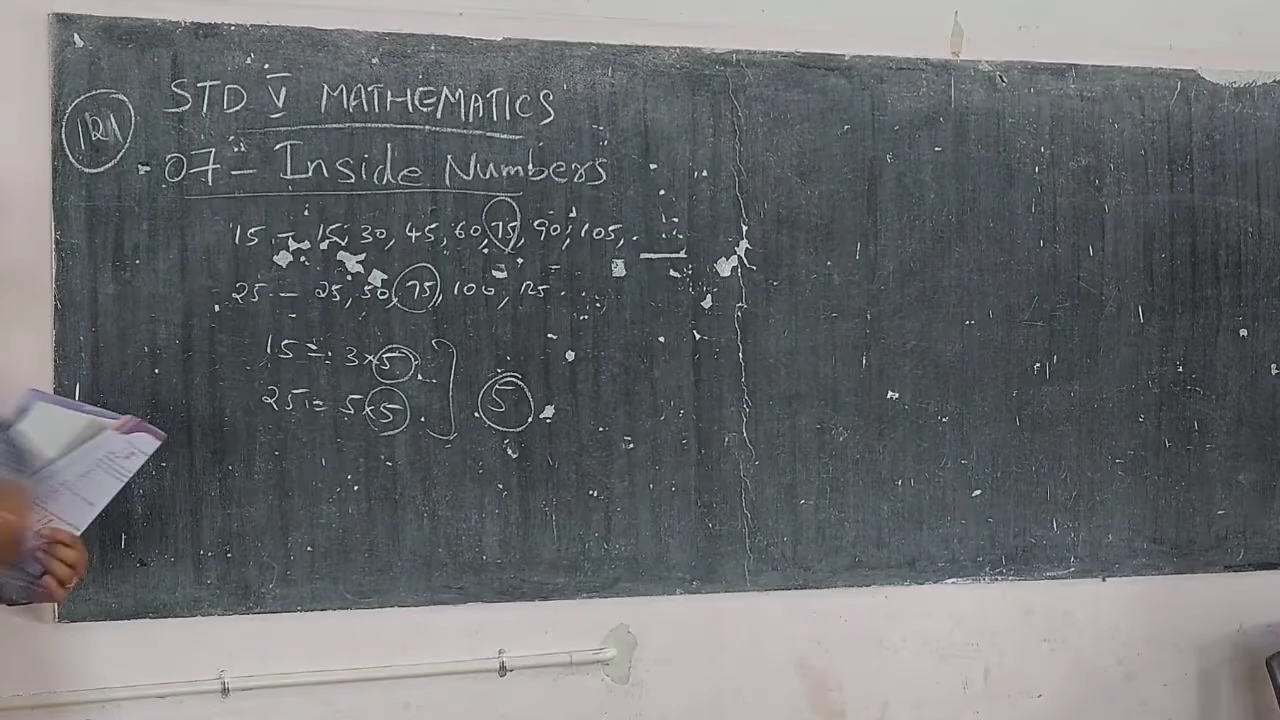 STD V MATHEMATICS
121
07 - Inside Numbers
15 - 15, 30, 45, 60, 75, 90, 105,
25 - 25, 50, 75, 100, 125
15 = 3×5
25 = 5×5
5